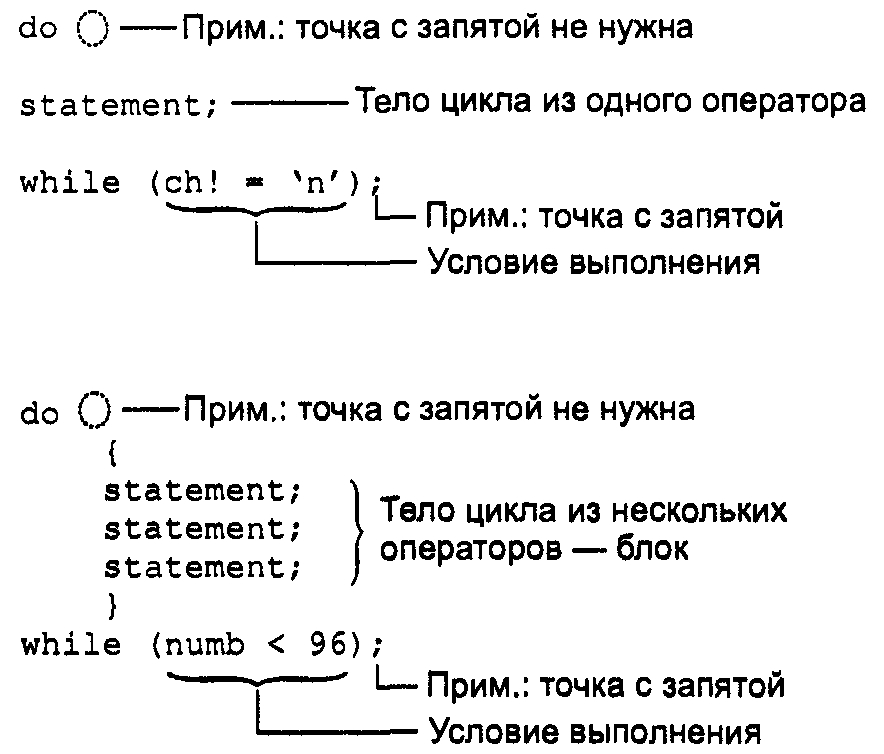 do — Прим.: точка с запятой не нужна
statement; — Тело цикла из одного оператора
while (ch! = ‘n’);
Прим.: точка с запятой
Условие выполнения
do — Прим.: точка с запятой не нужна
{
statement;
statement; Тело цикла из нескольких
statement; операторов — блок
}
while (numb < 96);
Прим.: точка с запятой
Условие выполнения